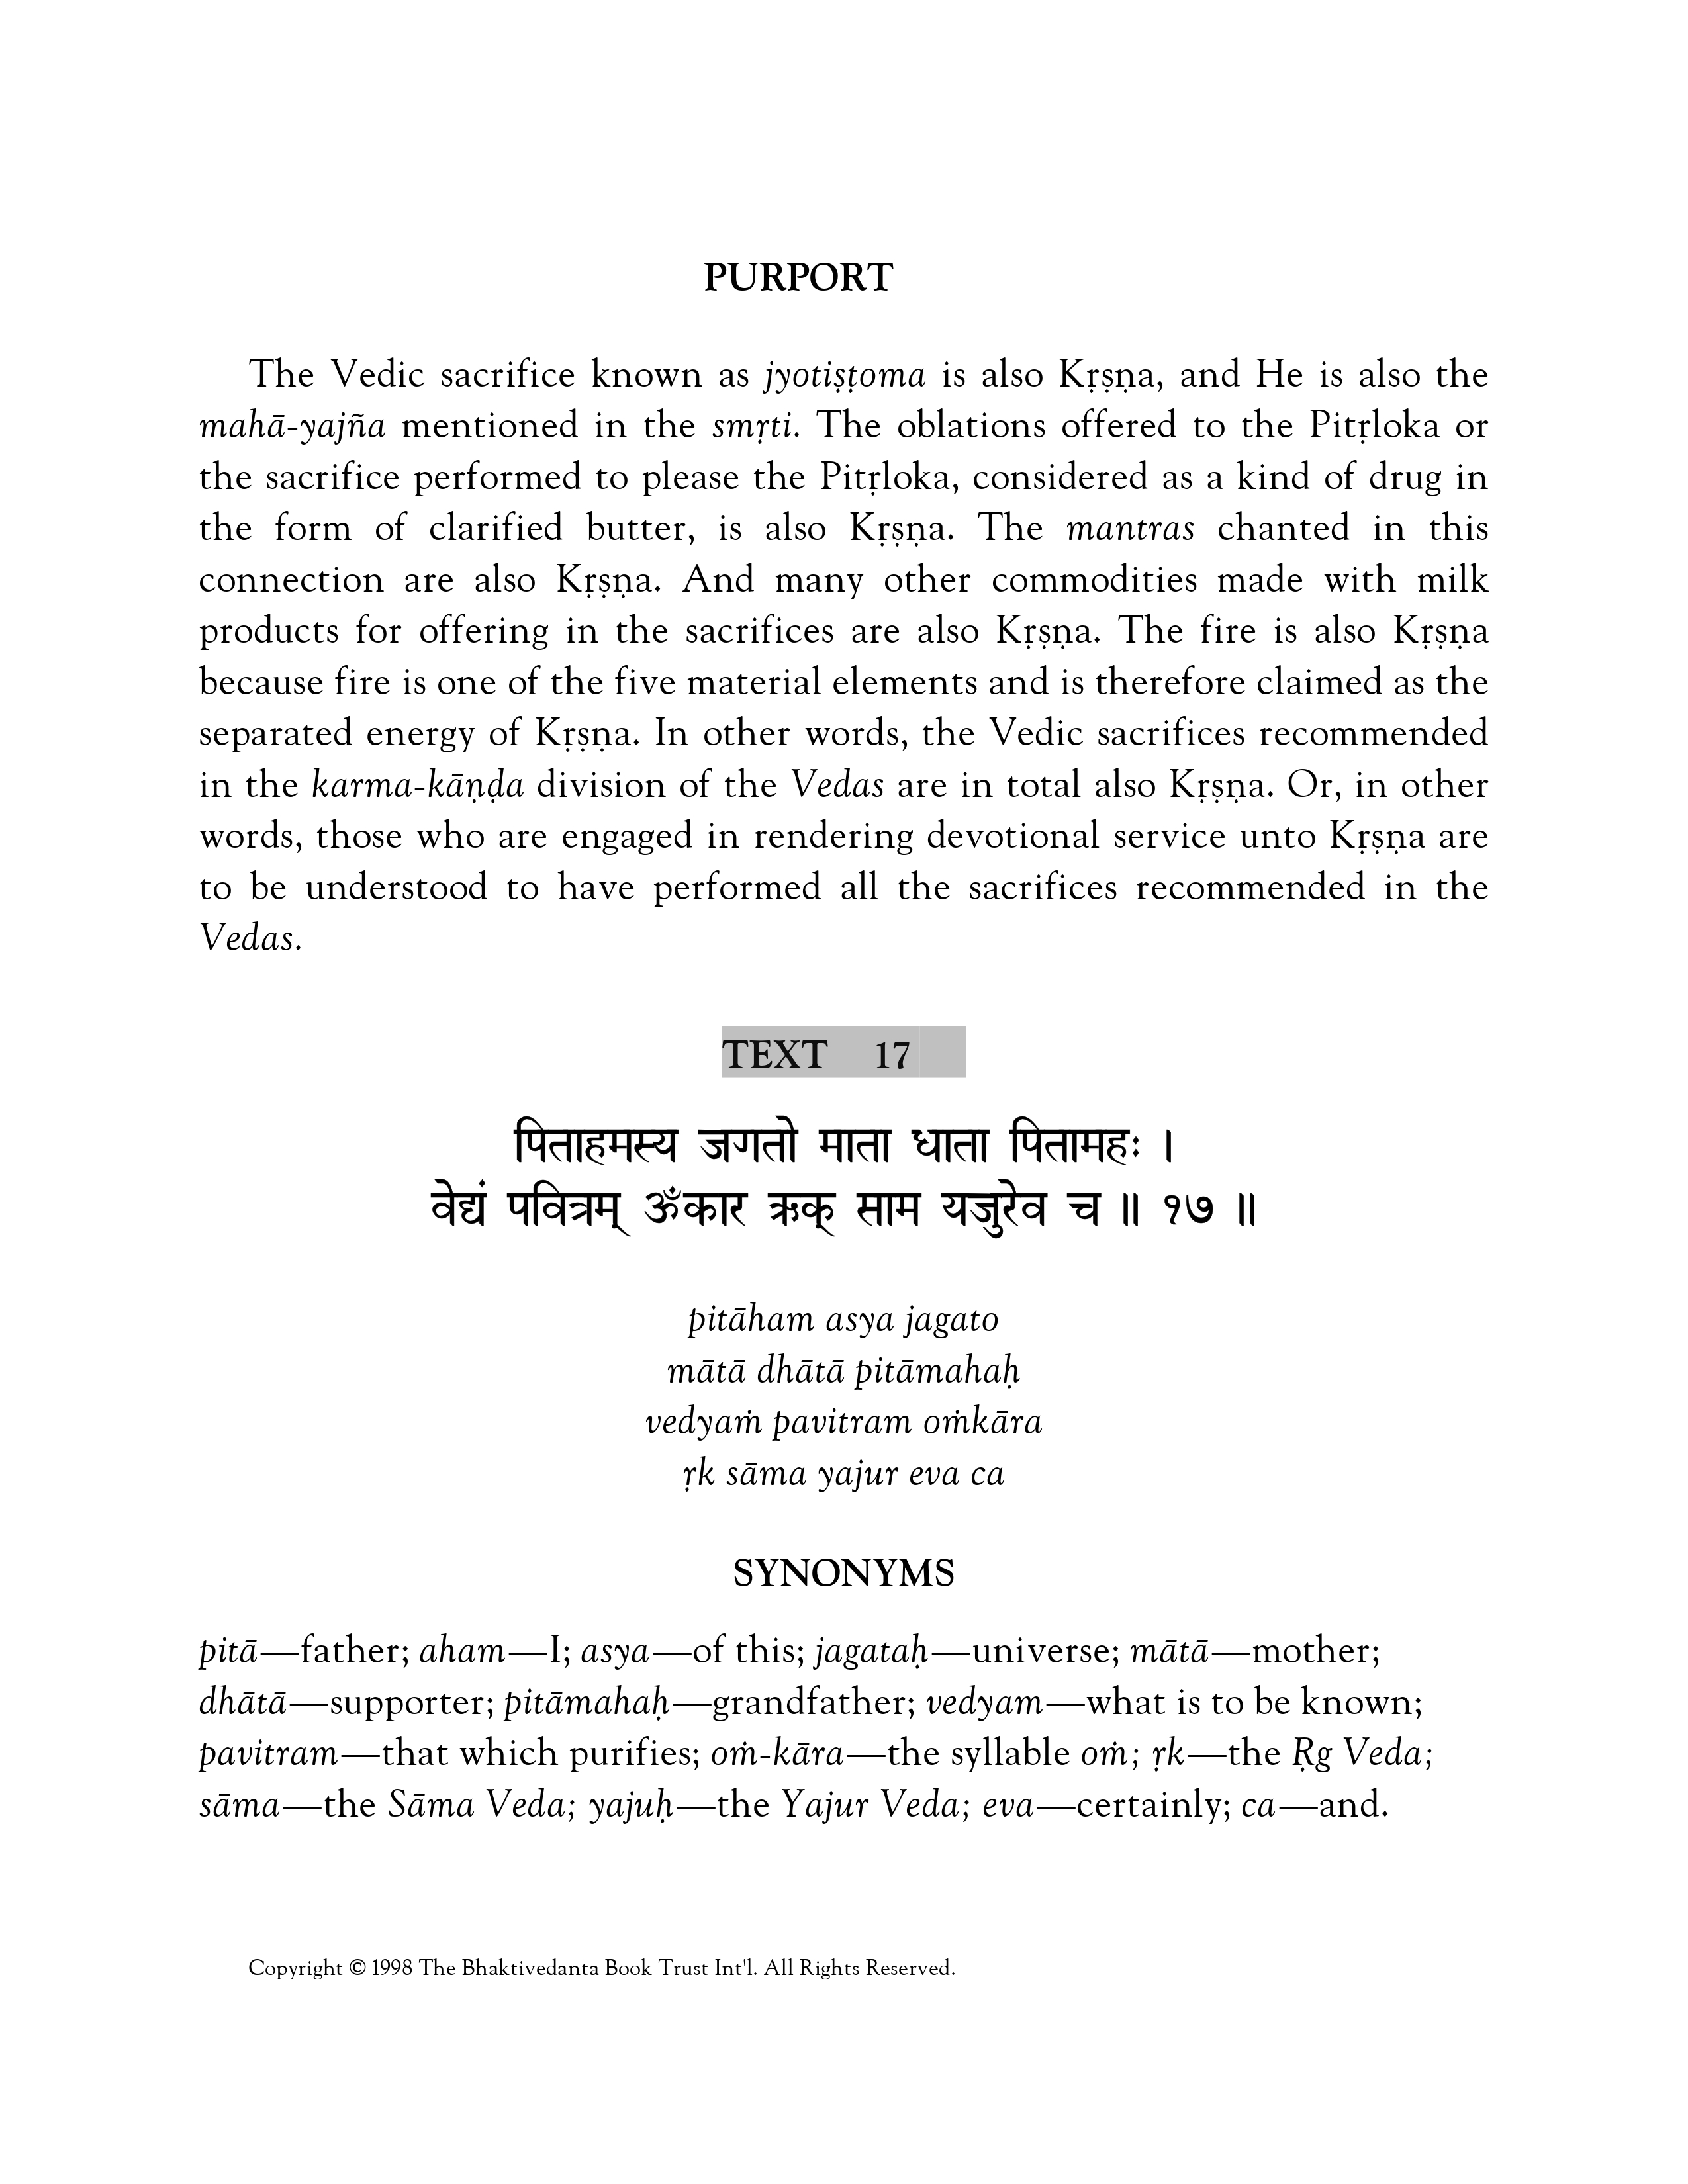 PURPORT
The Vedic sacrifice known as jyotiṣṭoma is also Kṛṣṇa, and He is also the
mahā-yajña mentioned in the smṛti. The oblations offered to the Pitṛloka or
the sacrifice performed to please the Pitṛloka, considered as a kind of drug in
the form of clarified butter, is also Kṛṣṇa. The mantras chanted in this
connection are also Kṛṣṇa. And many other commodities made with milk
products for offering in the sacrifices are also Kṛṣṇa. The fire is also Kṛṣṇa
because fire is one of the five material elements and is therefore claimed as the
separated energy of Kṛṣṇa. In other words, the Vedic sacrifices recommended
in the karma-kāṇḍa division of the Vedas are in total also Kṛṣṇa. Or, in other
words, those who are engaged in rendering devotional service unto Kṛṣṇa are
to be understood to have performed all the sacrifices recommended in the
Vedas.
TEXT 17
पिताहमस्य जगतो माता धाता पितामहः ।
वेद्यं पवित्रम् ॐकार ऋक् साम यजुरेव च ॥ १७ ॥
pitāham asya jagato
mātā dhātā pitāmahaḥ
vedyaṁ pavitram oṁkāra
ṛk sāma yajur eva ca
SYNONYMS
pitā—father; aham—I; asya—of this; jagataḥ—universe; mātā—mother;
dhātā—supporter; pitāmahaḥ—grandfather; vedyam—what is to be known;
pavitram—that which purifies; oṁ-kāra—the syllable oṁ; ṛk—the Ṛg Veda;
sāma—the Sāma Veda; yajuḥ—the Yajur Veda; eva—certainly; ca—and.
Copyright © 1998 The Bhaktivedanta Book Trust Int'l. All Rights Reserved.